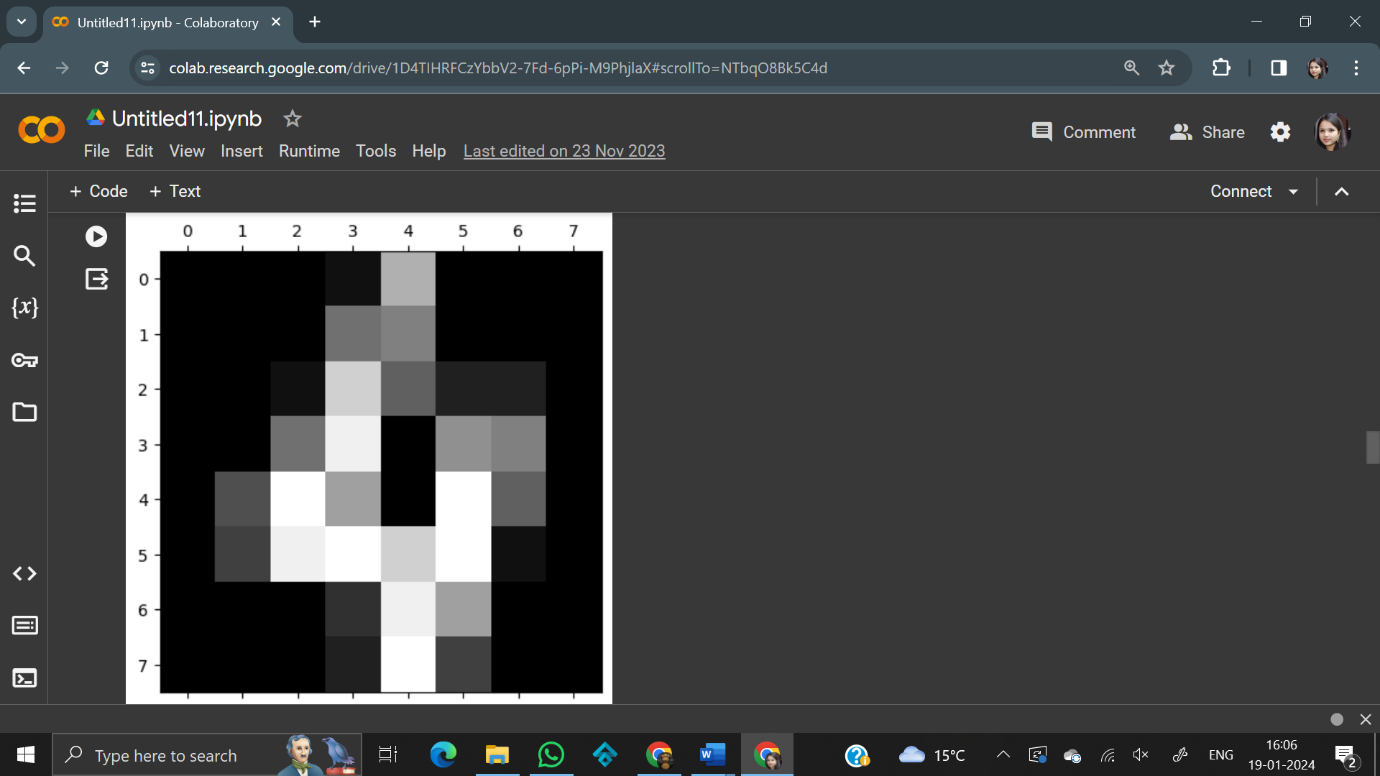 Untitled11.ipynb - Colaboratory
colab.research.google.com/drive/1D4TIHRFCzYbbV2-7Fd-6pPi-M9PhjlaX#scrollTo=NTbqO8Bk5C4d
Untitled11.ipynb
Comment Share
File Edit View Insert Runtime Tools Help Last edited on 23 Nov 2023
+ Code + Text Connect
{x}
0 1 2 3 4 5 6 7
0
1
2
3
4
5
6
7
Type here to search
15°C
ENG
16:06
19-01-2024
2